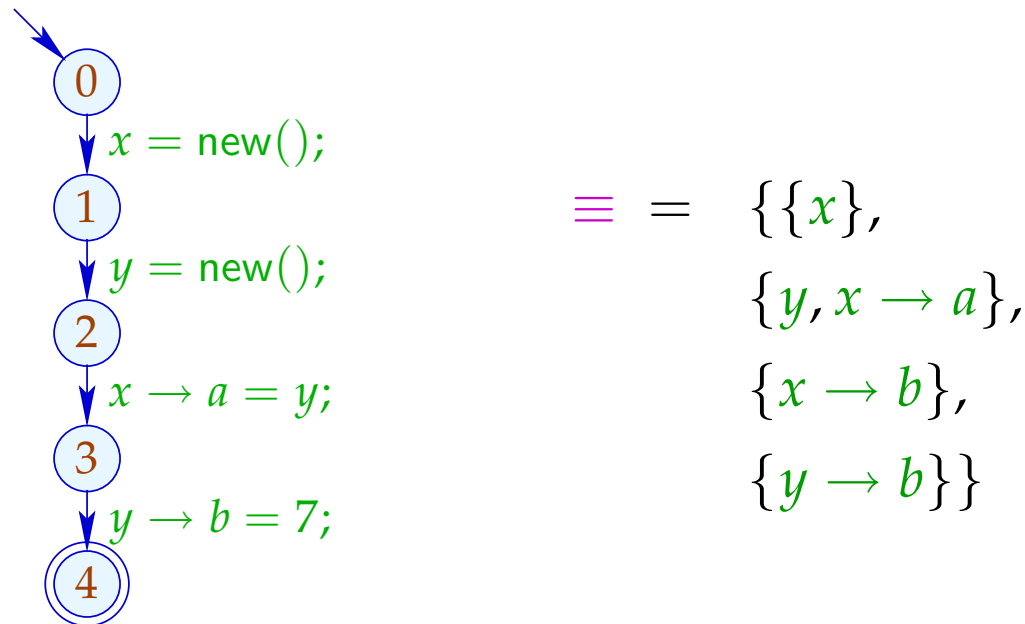 0
x = new();
1
y = new();
2
x → a = y;
3
y → b = 7;
4
≡ = {{x},
{y, x → a},
{x → b},
{y → b}}